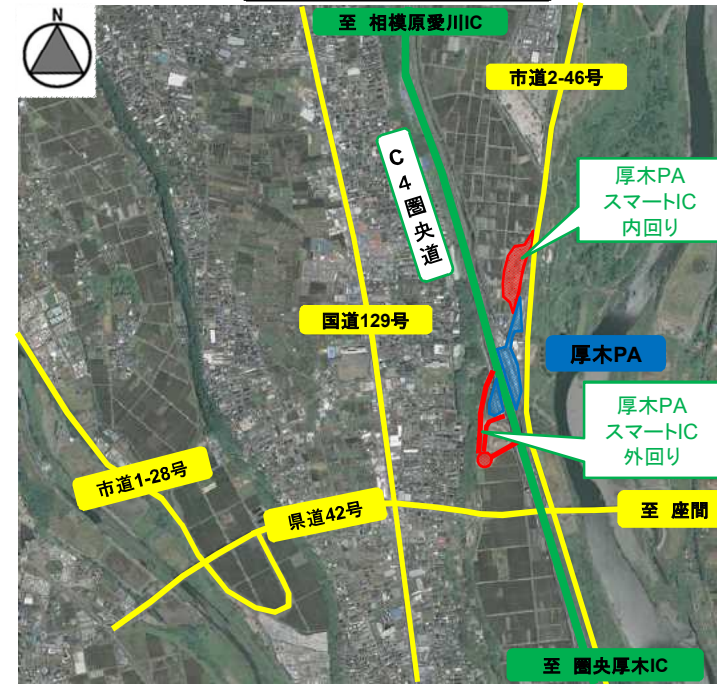 N
至 相模原愛川IC
市道2-46号
C4圏央道
厚木PA
スマートIC
内回り
国道129号
厚木PA
厚木PA
スマートIC
外回り
市道1-28号
県道42号
至 座間
至 圏央厚木IC